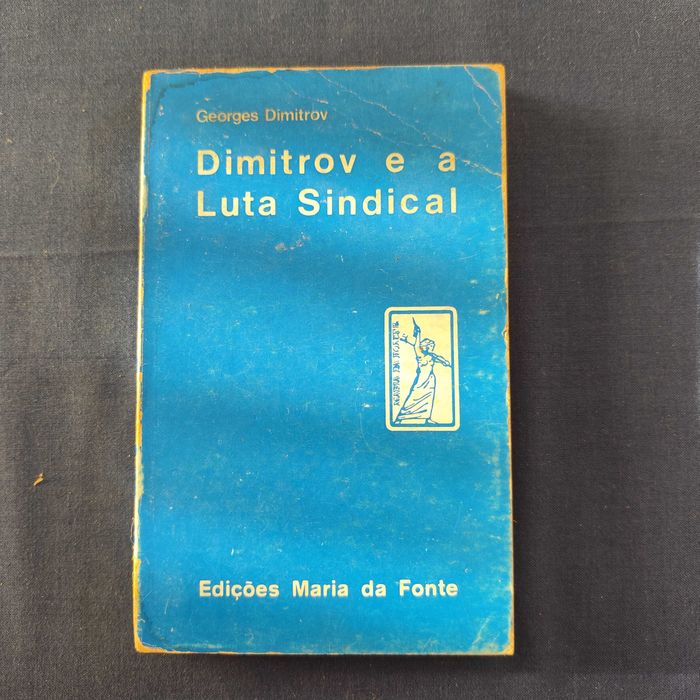 Georges Dimitrov
Dimitrov e a
Luta Sindical
Edições Maria da Fonte